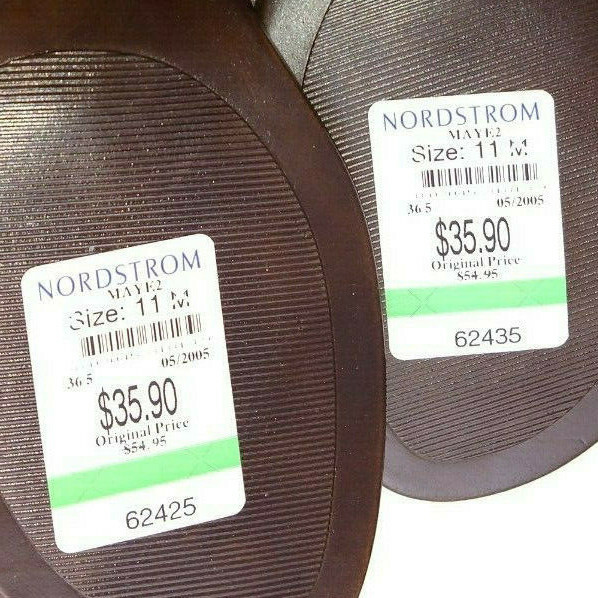 NORDSTROM
MAYE2
Size: 11 M
36 5
05/2005
$35.90
Original Price
$54.95
62425
NORDSTROM
MAYE2
Size: 11 M
36 5
05/2005
$35.90
Original Price
$54.95
62435